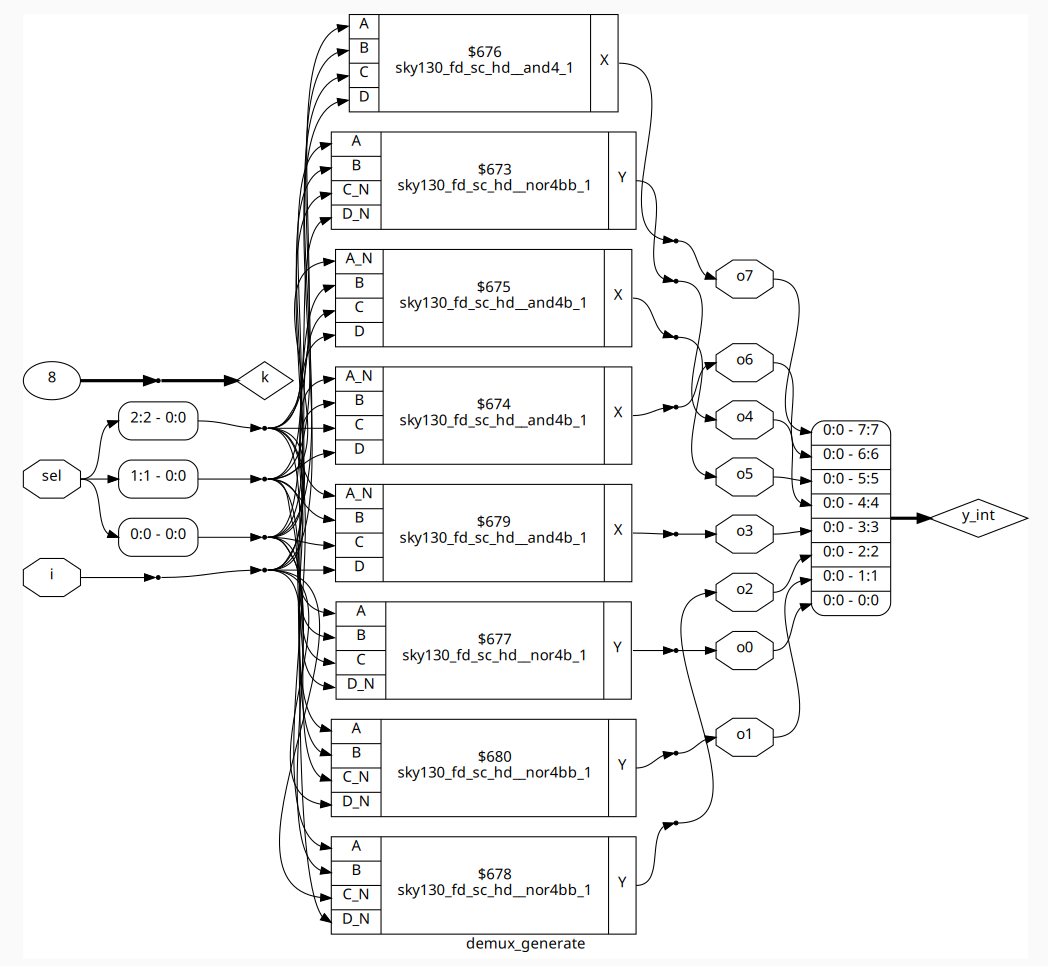 A
B
C
D
$676
sky130_fd_sc_hd__and4_1
X
A
B
C_N
D_N
$673
sky130_fd_sc_hd__nor4bb_1
Y
A_N
B
C
D
$675
sky130_fd_sc_hd__and4b_1
X
A_N
B
C
D
$674
sky130_fd_sc_hd__and4b_1
X
A_N
B
C
D
$679
sky130_fd_sc_hd__and4b_1
X
A
B
C
D_N
$677
sky130_fd_sc_hd__nor4b_1
Y
A
B
C_N
D_N
$680
sky130_fd_sc_hd__nor4bb_1
Y
A
B
C_N
D_N
$678
sky130_fd_sc_hd__nor4bb_1
Y
8
k
2:2 - 0:0
sel
1:1 - 0:0
0:0 - 0:0
i
o7
o6
o4
o5
o3
o2
o0
o1
0:0 - 7:7
0:0 - 6:6
0:0 - 5:5
0:0 - 4:4
0:0 - 3:3
0:0 - 2:2
0:0 - 1:1
0:0 - 0:0
y_int
demux_generate